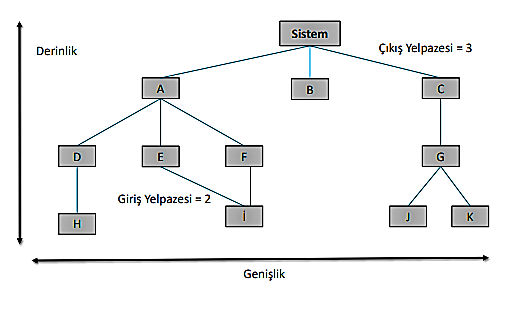 Sistem
Derinlik
Çıkış Yelpazesi = 3
A
B
C
D
E
F
G
Giriş Yelpazesi = 2
H
İ
J
K
Genişlik